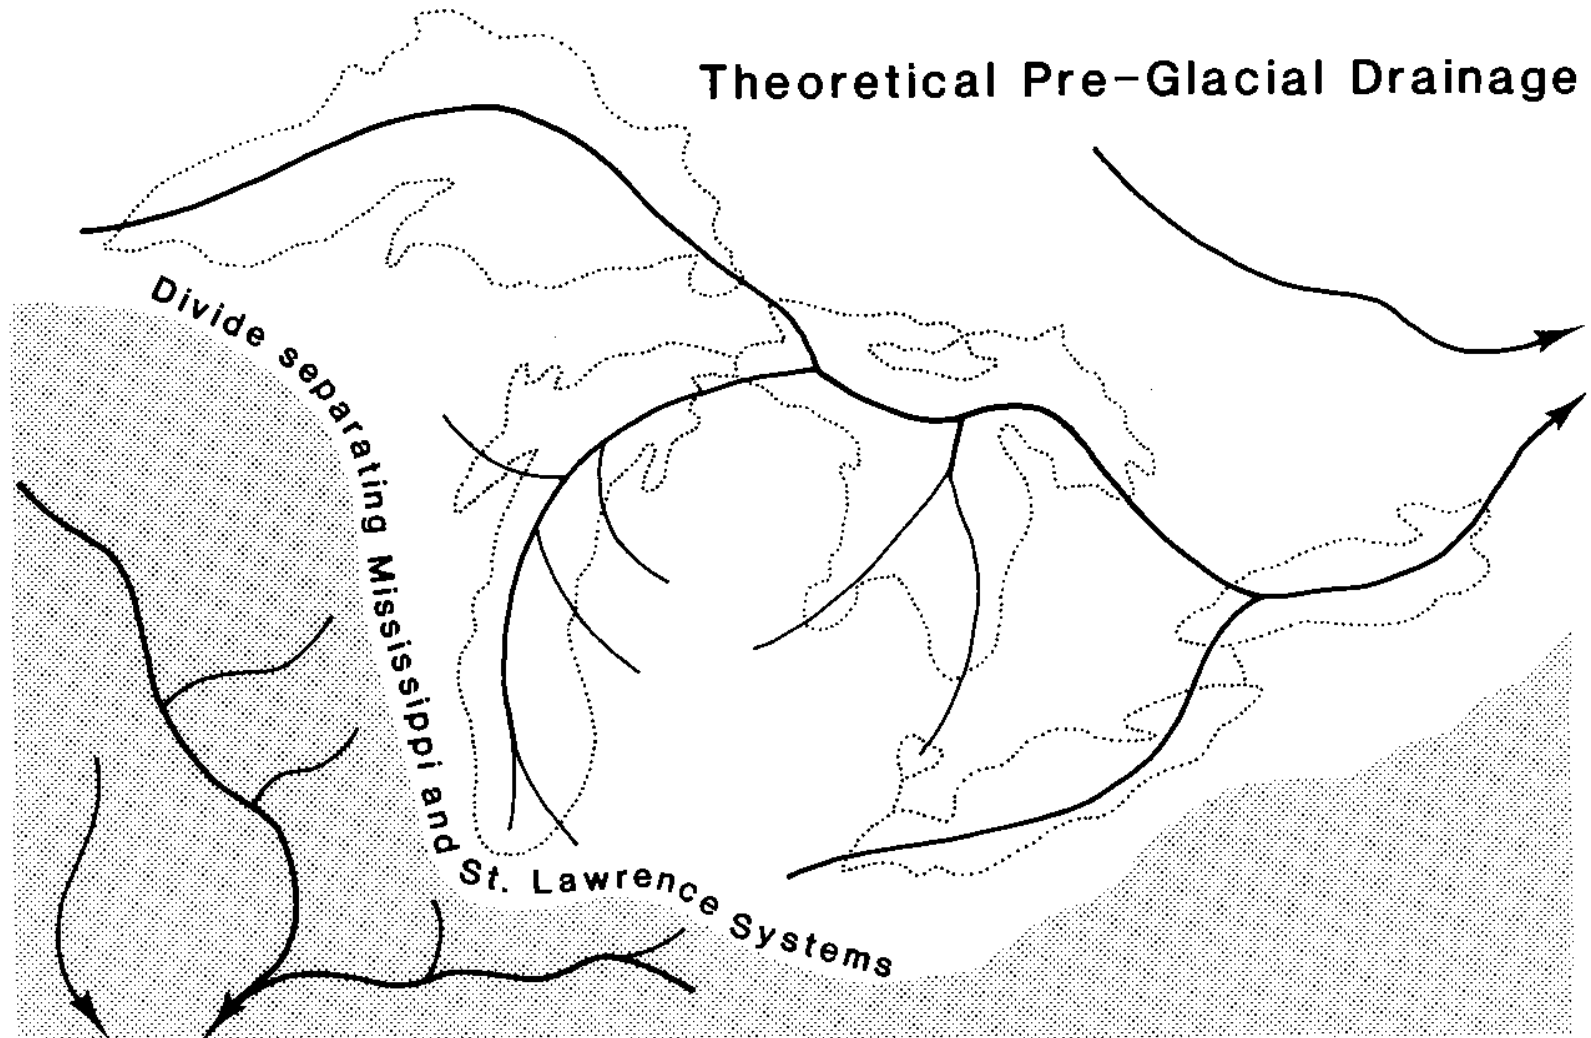 Theoretical Pre-Glacial Drainage
Divide separating Mississippi and
St. Lawrence Systems